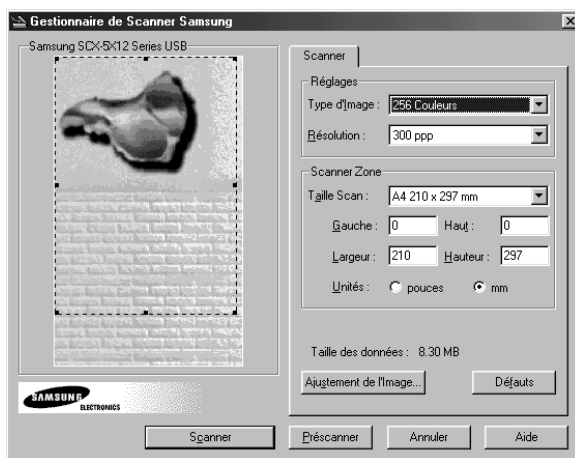 Gestionnaire de Scanner Samsung
Samsung SCX-5X12 Series USB
Scanner
Réglages
Type d'Image : 256 Couleurs
Résolution : 300 ppp
Scanner Zone
Taille Scan : A4 210 x 297 mm
Gauche : 0 Haut : 0
Largeur : 210 Hauteur : 297
Unités : pouces mm
Taille des données : 8.30 MB
Ajustement de l'Image... Défauts
SAMSUNG
ELECTRONICS
Scanner Préscanner Annuler Aide